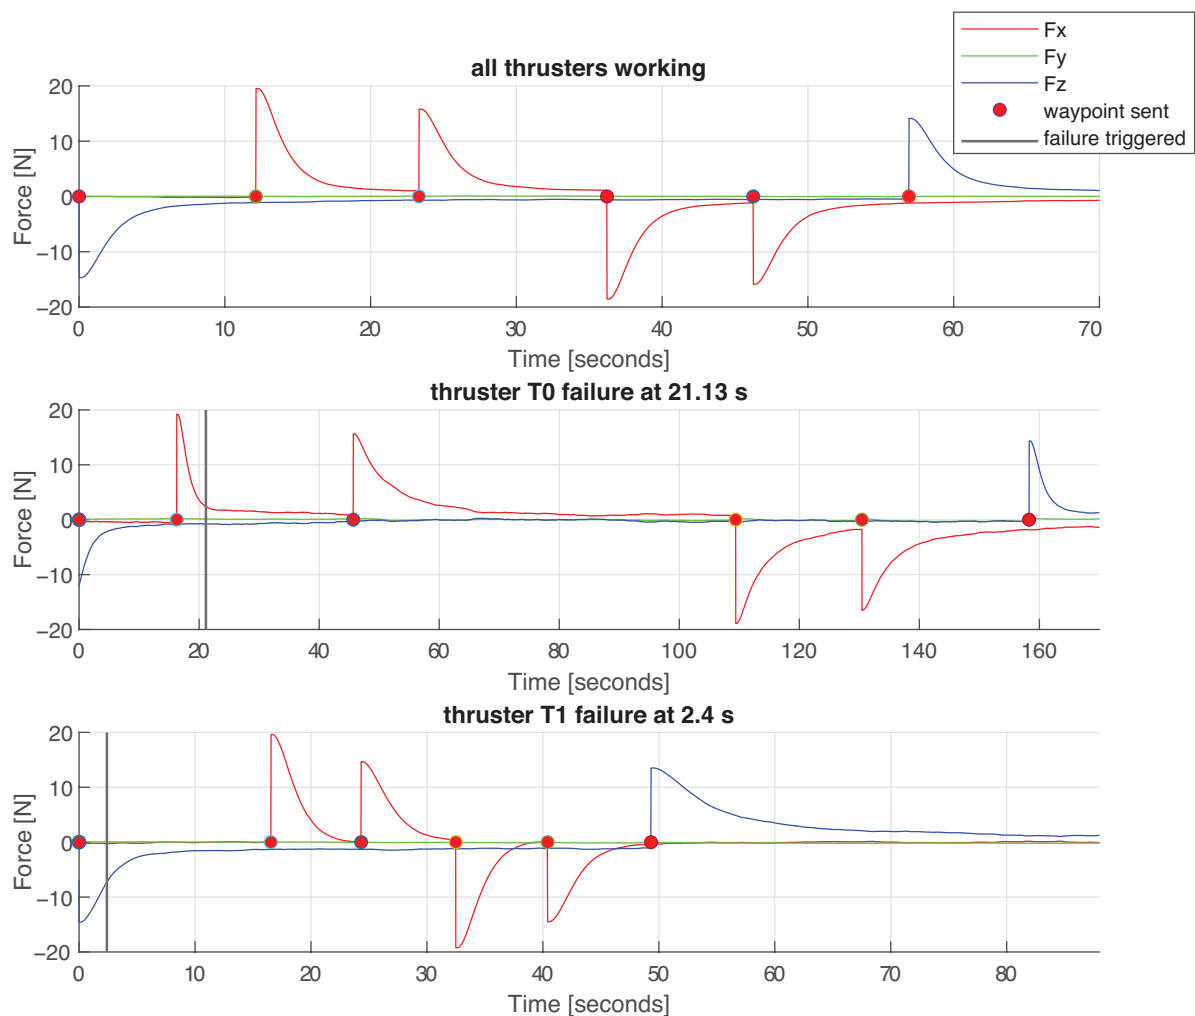 Fx
Fy
Fz
waypoint sent
failure triggered
all thrusters working
Force [N]
20
10
0
−10
−20
0 10 20 30 40 50 60 70
Time [seconds]
thruster T0 failure at 21.13 s
Force [N]
20
10
0
−10
−20
0 20 40 60 80 100 120 140 160
Time [seconds]
thruster T1 failure at 2.4 s
Force [N]
20
10
0
−10
−20
0 10 20 30 40 50 60 70 80
Time [seconds]